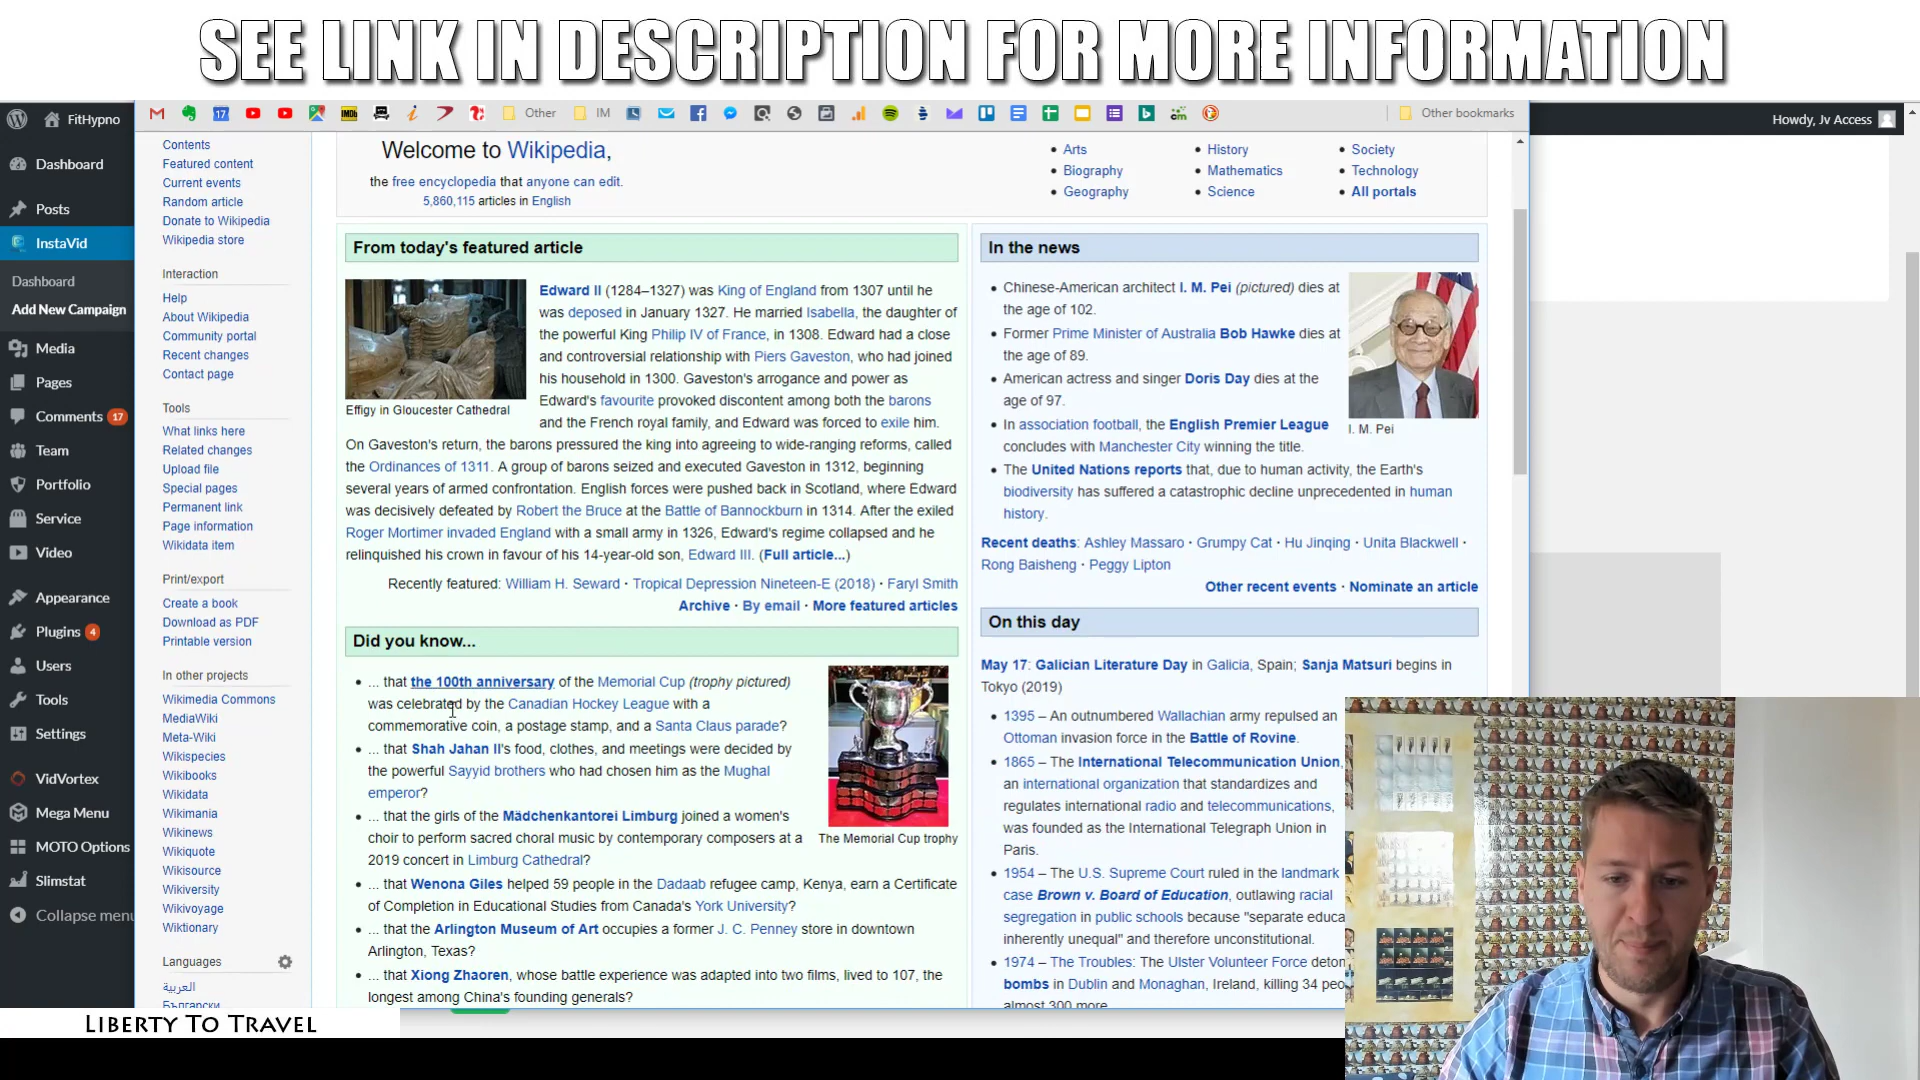 SEE LINK IN DESCRIPTION FOR MORE INFORMATION
Other
IM
Other bookmarks
FitHypno
Howdy, Jv Access
Dashboard
Posts
InstaVid
Dashboard
Add New Campaign
Media
Pages
Comments 17
Team
Portfolio
Service
Video
Appearance
Plugins 4
Users
Tools
Settings
VidVortex
Mega Menu
MOTO Options
Slimstat
Collapse menu
Contents
Featured content
Current events
Random article
Donate to Wikipedia
Wikipedia store
Interaction
Help
About Wikipedia
Community portal
Recent changes
Contact page
Tools
What links here
Related changes
Upload file
Special pages
Permanent link
Page information
Wikidata item
Print/export
Create a book
Download as PDF
Printable version
In other projects
Wikimedia Commons
MediaWiki
Meta-Wiki
Wikispecies
Wikibooks
Wikidata
Wikimania
Wikinews
Wikiquote
Wikisource
Wikiversity
Wikivoyage
Wiktionary
Languages
العربية
Български
Welcome to Wikipedia,
the free encyclopedia that anyone can edit.
5,860,115 articles in English
Arts
Biography
Geography
History
Mathematics
Science
Society
Technology
All portals
From today's featured article
Effigy in Gloucester Cathedral
Edward II (1284–1327) was King of England from 1307 until he
was deposed in January 1327. He married Isabella, the daughter of
the powerful King Philip IV of France, in 1308. Edward had a close
and controversial relationship with Piers Gaveston, who had joined
his household in 1300. Gaveston's arrogance and power as
Edward's favourite provoked discontent among both the barons
and the French royal family, and Edward was forced to exile him.
On Gaveston's return, the barons pressured the king into agreeing to wide-ranging reforms, called
the Ordinances of 1311. A group of barons seized and executed Gaveston in 1312, beginning
several years of armed confrontation. English forces were pushed back in Scotland, where Edward
was decisively defeated by Robert the Bruce at the Battle of Bannockburn in 1314. After the exiled
Roger Mortimer invaded England with a small army in 1326, Edward's regime collapsed and he
relinquished his crown in favour of his 14-year-old son, Edward III. (Full article...)
Recently featured: William H. Seward · Tropical Depression Nineteen-E (2018) · Faryl Smith
Archive · By email · More featured articles
Did you know...
... that the 100th anniversary of the Memorial Cup (trophy pictured)
was celebrated by the Canadian Hockey League with a
commemorative coin, a postage stamp, and a Santa Claus parade?
... that Shah Jahan II's food, clothes, and meetings were decided by
the powerful Sayyid brothers who had chosen him as the Mughal
emperor?
... that the girls of the Mädchenkantorei Limburg joined a women's
choir to perform sacred choral music by contemporary composers at a
2019 concert in Limburg Cathedral?
The Memorial Cup trophy
... that Wenona Giles helped 59 people in the Dadaab refugee camp, Kenya, earn a Certificate
of Completion in Educational Studies from Canada's York University?
... that the Arlington Museum of Art occupies a former J. C. Penney store in downtown
Arlington, Texas?
... that Xiong Zhaoren, whose battle experience was adapted into two films, lived to 107, the
longest among China's founding generals?
In the news
Chinese-American architect I. M. Pei (pictured) dies at
the age of 102.
Former Prime Minister of Australia Bob Hawke dies at
the age of 89.
American actress and singer Doris Day dies at the
age of 97.
In association football, the English Premier League
concludes with Manchester City winning the title.
I. M. Pei
The United Nations reports that, due to human activity, the Earth's
biodiversity has suffered a catastrophic decline unprecedented in human
history.
Recent deaths: Ashley Massaro · Grumpy Cat · Hu Jinqing · Unita Blackwell ·
Rong Baisheng · Peggy Lipton
Other recent events · Nominate an article
On this day
May 17: Galician Literature Day in Galicia, Spain; Sanja Matsuri begins in
Tokyo (2019)
1395 – An outnumbered Wallachian army repulsed an
Ottoman invasion force in the Battle of Rovine.
1865 – The International Telecommunication Union,
an international organization that standardizes and
regulates international radio and telecommunications,
was founded as the International Telegraph Union in
Paris.
1954 – The U.S. Supreme Court ruled in the landmark
case Brown v. Board of Education, outlawing racial
segregation in public schools because "separate educa
inherently unequal" and therefore unconstitutional.
1974 – The Troubles: The Ulster Volunteer Force deton
bombs in Dublin and Monaghan, Ireland, killing 34 peo
almost 300 more
LIBERTY TO TRAVEL